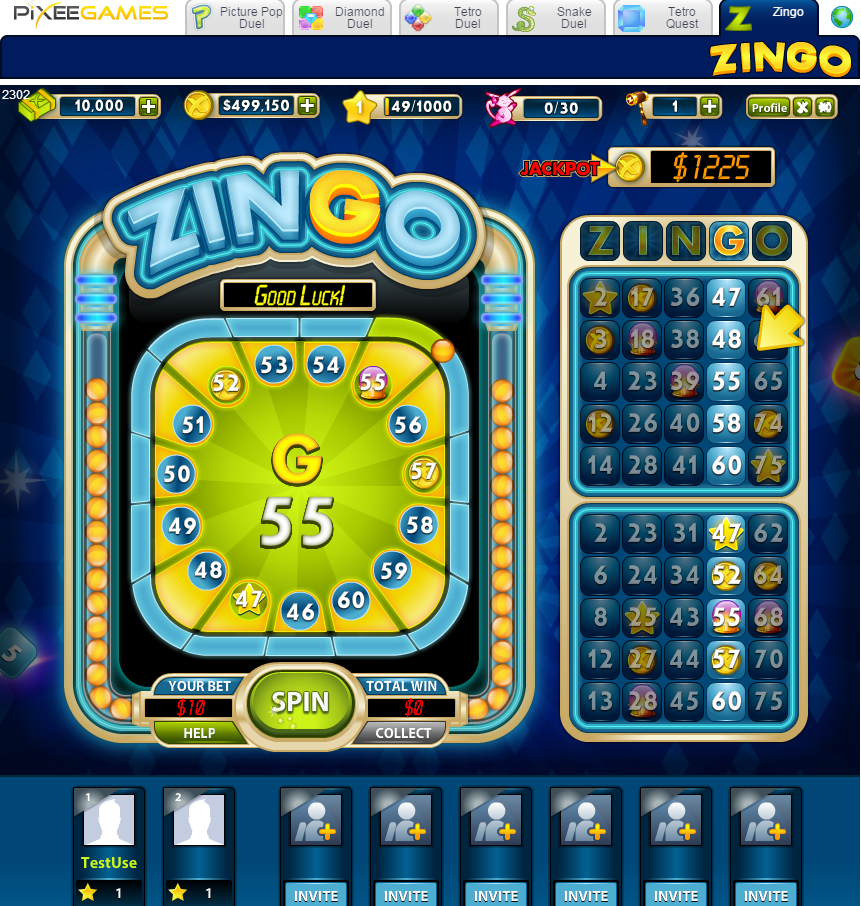 PiXEEGAMES
Picture Pop Duel
Diamond Duel
Tetro Duel
Snake Duel
Tetro Quest
Z Zingo
ZINGO
2302
10,000
$499,150
1 49/1000
0/30
1
Profile
JACKPOT $1225
ZINGO
GOOD LUCK!
53 54
52 55
51 56
50 57
49 58
48 59
47 46 60
G
55
YOUR BET
$10
SPIN
TOTAL WIN
$0
HELP
COLLECT
Z I N G O
2 17 36 47 61
3 18 38 48
4 23 39 55 65
12 26 40 58 74
14 28 41 60 75
2 23 31 47 62
6 24 34 52 64
8 25 43 55 68
12 27 44 57 70
13 28 45 60 75
5
1 2
TestUse
1 1
INVITE INVITE INVITE INVITE INVITE INVITE